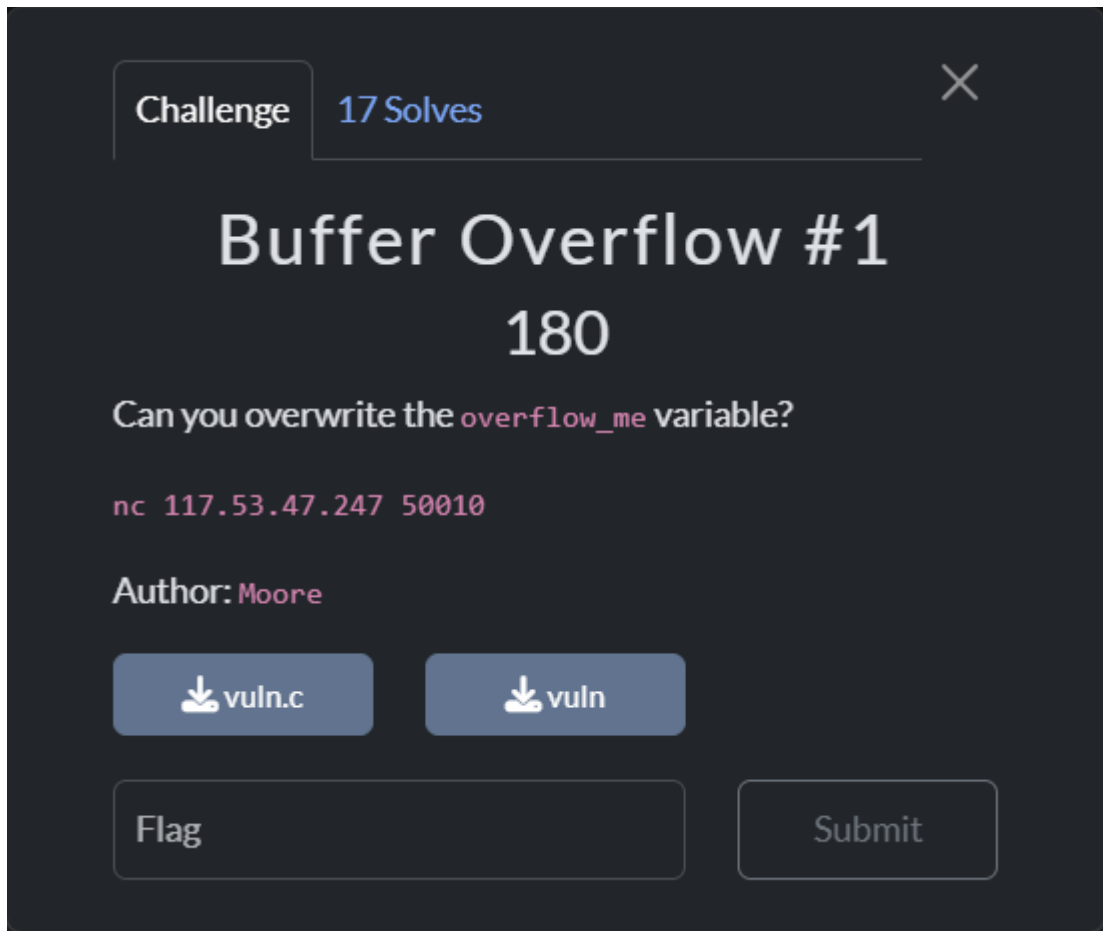 Challenge 17 Solves
Buffer Overflow #1
180
Can you overwrite the overflow_me variable?
nc 117.53.47.247 50010
Author: Moore
vuln.c vuln
Flag Submit